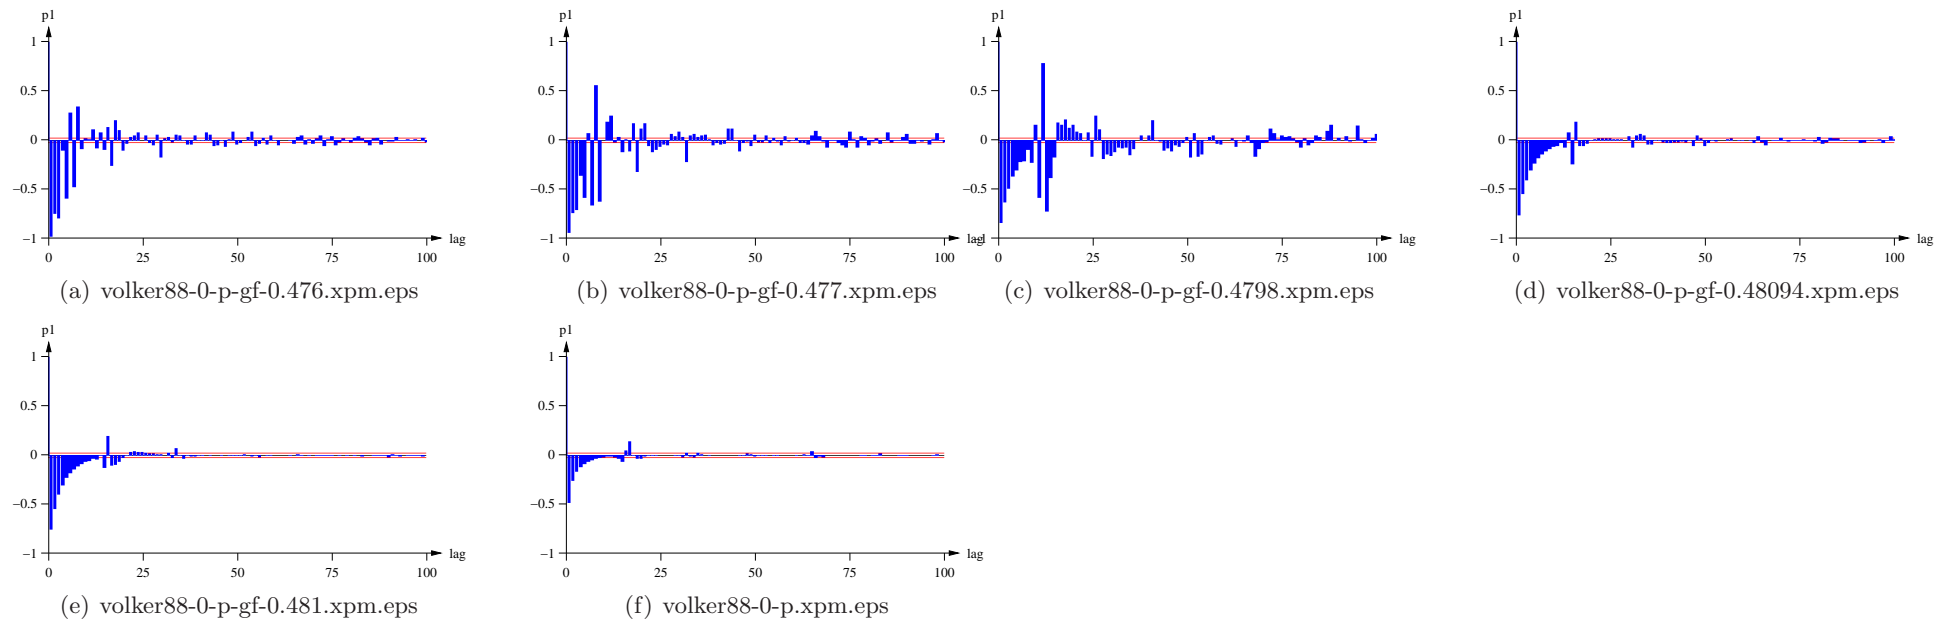 p1 p1 p1 p1
1 1 1 1
0.5 0.5 0.5 0.5
0 0 0 0
−0.5 −0.5 −0.5 −0.5
−1 −1 −1 −1
lag lag lag lag
0 25 50 75 100 0 25 50 75 100 0 25 50 75 100 0 25 50 75 100
(a) volker88-0-p-gf-0.476.xpm.eps (b) volker88-0-p-gf-0.477.xpm.eps (c) volker88-0-p-gf-0.4798.xpm.eps (d) volker88-0-p-gf-0.48094.xpm.eps
p1 p1
1 1
0.5 0.5
0 0
−0.5 −0.5
−1 −1
lag lag
0 25 50 75 100 0 25 50 75 100
(e) volker88-0-p-gf-0.481.xpm.eps (f) volker88-0-p.xpm.eps